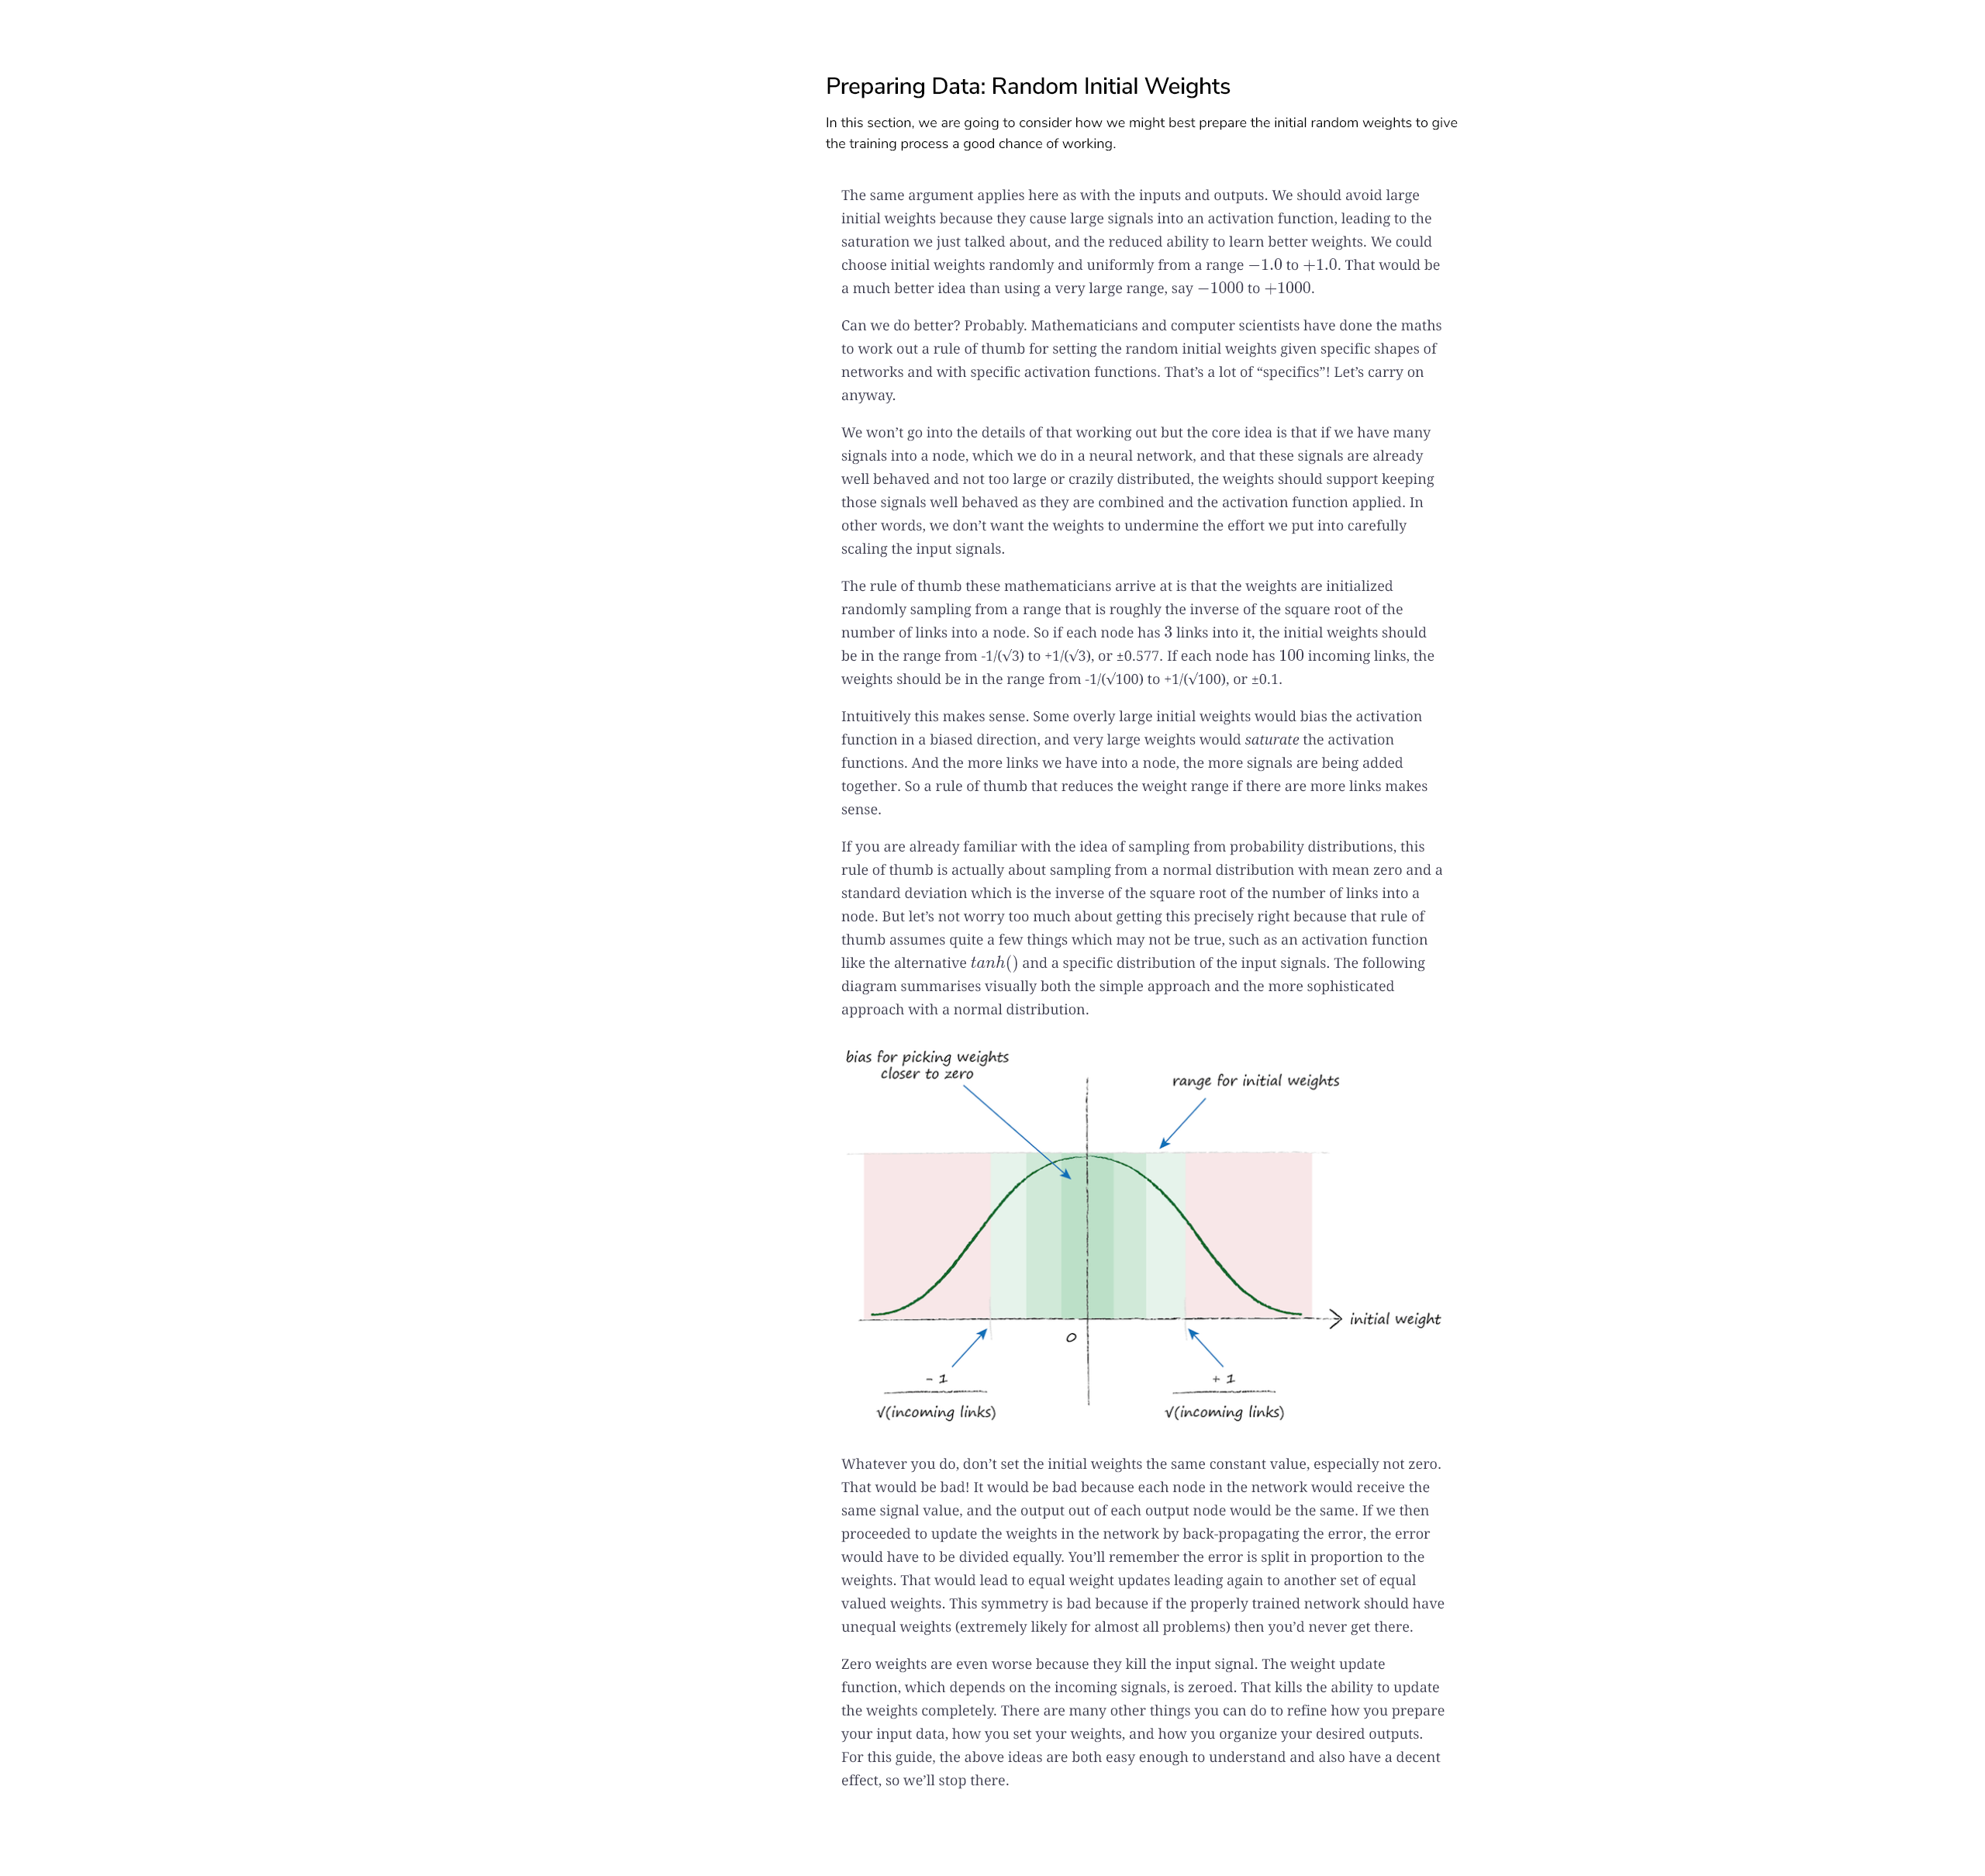 Preparing Data: Random Initial Weights
In this section, we are going to consider how we might best prepare the initial random weights to give
the training process a good chance of working.
The same argument applies here as with the inputs and outputs. We should avoid large
initial weights because they cause large signals into an activation function, leading to the
saturation we just talked about, and the reduced ability to learn better weights. We could
choose initial weights randomly and uniformly from a range −1.0 to +1.0. That would be
a much better idea than using a very large range, say −1000 to +1000.
Can we do better? Probably. Mathematicians and computer scientists have done the maths
to work out a rule of thumb for setting the random initial weights given specific shapes of
networks and with specific activation functions. That’s a lot of “specifics”! Let’s carry on
anyway.
We won’t go into the details of that working out but the core idea is that if we have many
signals into a node, which we do in a neural network, and that these signals are already
well behaved and not too large or crazily distributed, the weights should support keeping
those signals well behaved as they are combined and the activation function applied. In
other words, we don’t want the weights to undermine the effort we put into carefully
scaling the input signals.
The rule of thumb these mathematicians arrive at is that the weights are initialized
randomly sampling from a range that is roughly the inverse of the square root of the
number of links into a node. So if each node has 3 links into it, the initial weights should
be in the range from -1/(√3) to +1/(√3), or ±0.577. If each node has 100 incoming links, the
weights should be in the range from -1/(√100) to +1/(√100), or ±0.1.
Intuitively this makes sense. Some overly large initial weights would bias the activation
function in a biased direction, and very large weights would saturate the activation
functions. And the more links we have into a node, the more signals are being added
together. So a rule of thumb that reduces the weight range if there are more links makes
sense.
If you are already familiar with the idea of sampling from probability distributions, this
rule of thumb is actually about sampling from a normal distribution with mean zero and a
standard deviation which is the inverse of the square root of the number of links into a
node. But let’s not worry too much about getting this precisely right because that rule of
thumb assumes quite a few things which may not be true, such as an activation function
like the alternative tanh() and a specific distribution of the input signals. The following
diagram summarises visually both the simple approach and the more sophisticated
approach with a normal distribution.
bias for picking weights
closer to zero
range for initial weights
initial weight
0
- 1
√(incoming links)
+ 1
√(incoming links)
Whatever you do, don’t set the initial weights the same constant value, especially not zero.
That would be bad! It would be bad because each node in the network would receive the
same signal value, and the output out of each output node would be the same. If we then
proceeded to update the weights in the network by back-propagating the error, the error
would have to be divided equally. You’ll remember the error is split in proportion to the
weights. That would lead to equal weight updates leading again to another set of equal
valued weights. This symmetry is bad because if the properly trained network should have
unequal weights (extremely likely for almost all problems) then you’d never get there.
Zero weights are even worse because they kill the input signal. The weight update
function, which depends on the incoming signals, is zeroed. That kills the ability to update
the weights completely. There are many other things you can do to refine how you prepare
your input data, how you set your weights, and how you organize your desired outputs.
For this guide, the above ideas are both easy enough to understand and also have a decent
effect, so we’ll stop there.